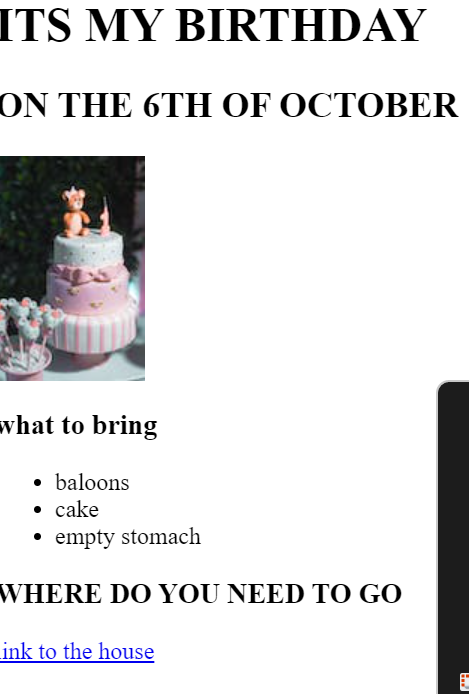 ITS MY BIRTHDAY
ON THE 6TH OF OCTOBER
what to bring
baloons
cake
empty stomach
WHERE DO YOU NEED TO GO
link to the house